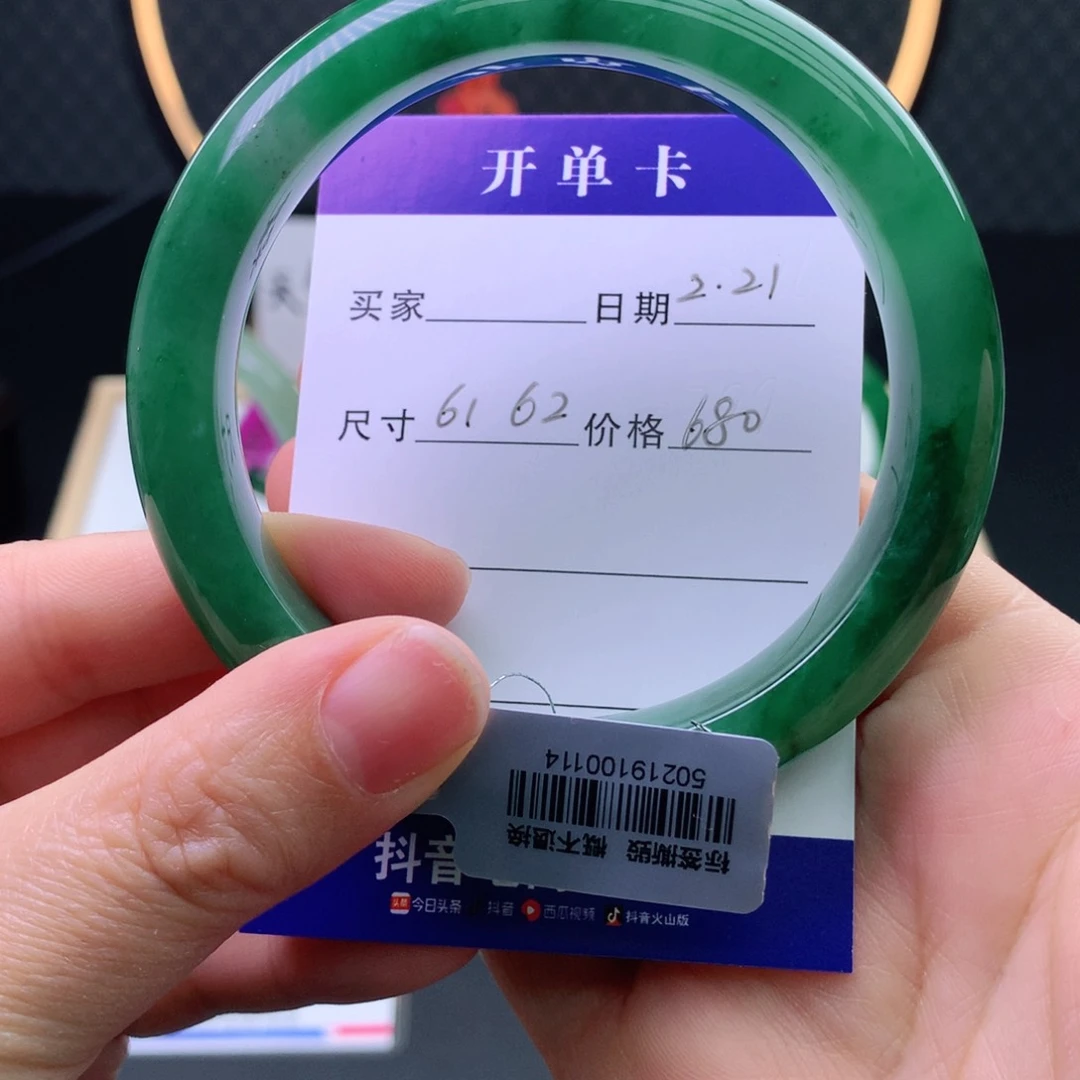 开单卡
买家 日期 2.21
尺寸 61 62 价格 680
50219100114
标签撕毁 概不退换
抖音
今日头条 抖音 西瓜视频 抖音火山版